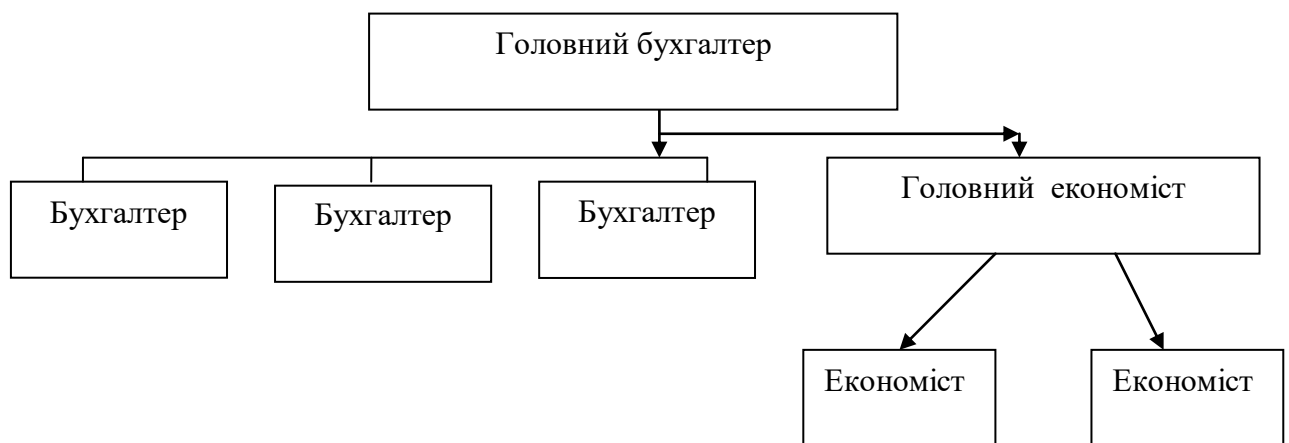 Головний бухгалтер
Бухгалтер
Бухгалтер
Бухгалтер
Головний економіст
Економіст
Економіст